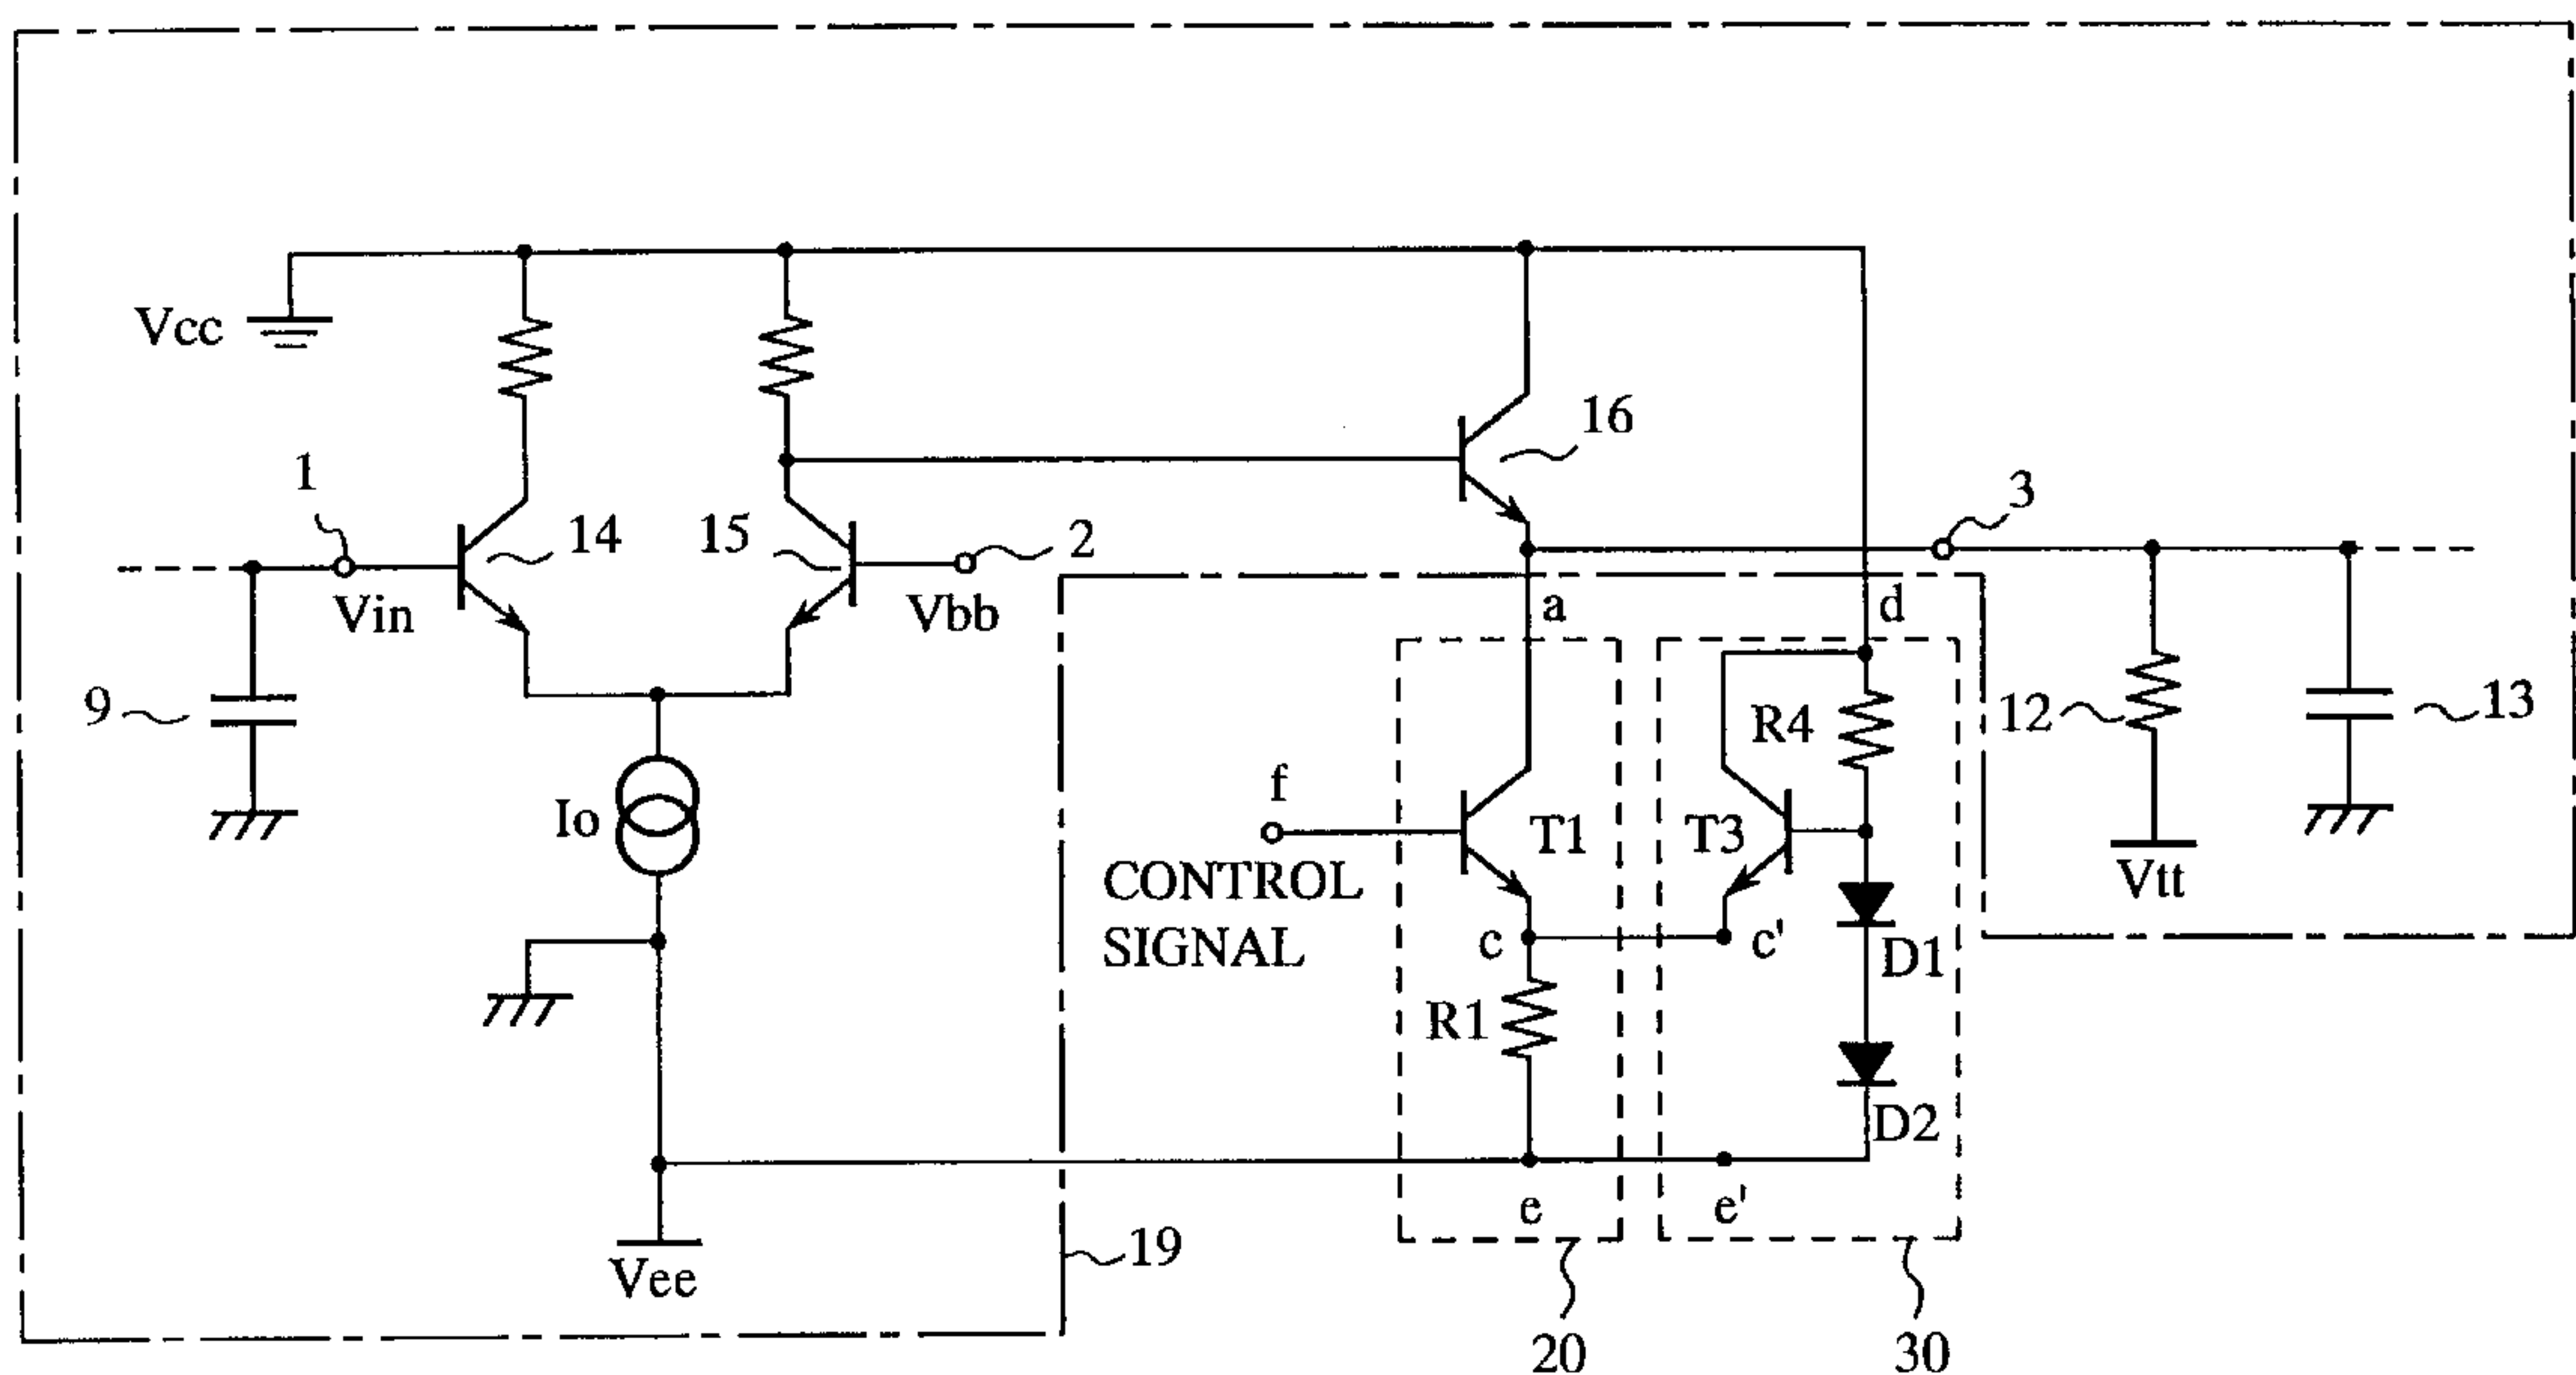 Vcc
16
1
14
15
2
3
Vin
Vbb
a
d
9
R4
12
13
f
Io
T1
T3
Vtt
CONTROL
SIGNAL
c
c'
D1
R1
D2
e
e'
Vee
19
20
30